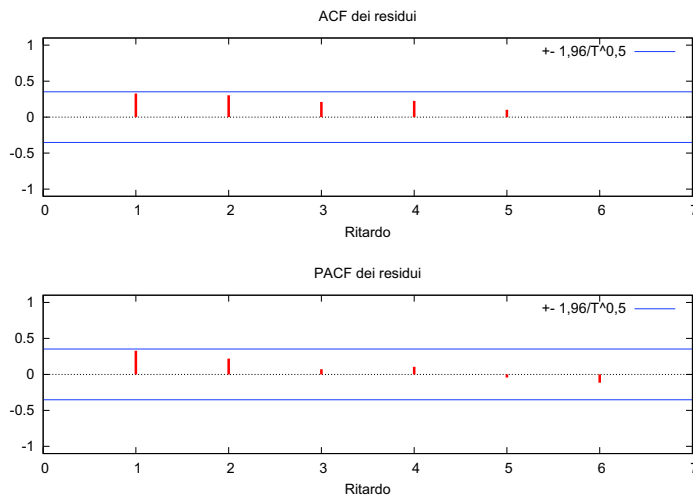 ACF dei residui
+- 1,96/T^0,5
1
0.5
0
-0.5
-1
0 1 2 3 4 5 6 7
Ritardo
PACF dei residui
+- 1,96/T^0,5
1
0.5
0
-0.5
-1
0 1 2 3 4 5 6 7
Ritardo